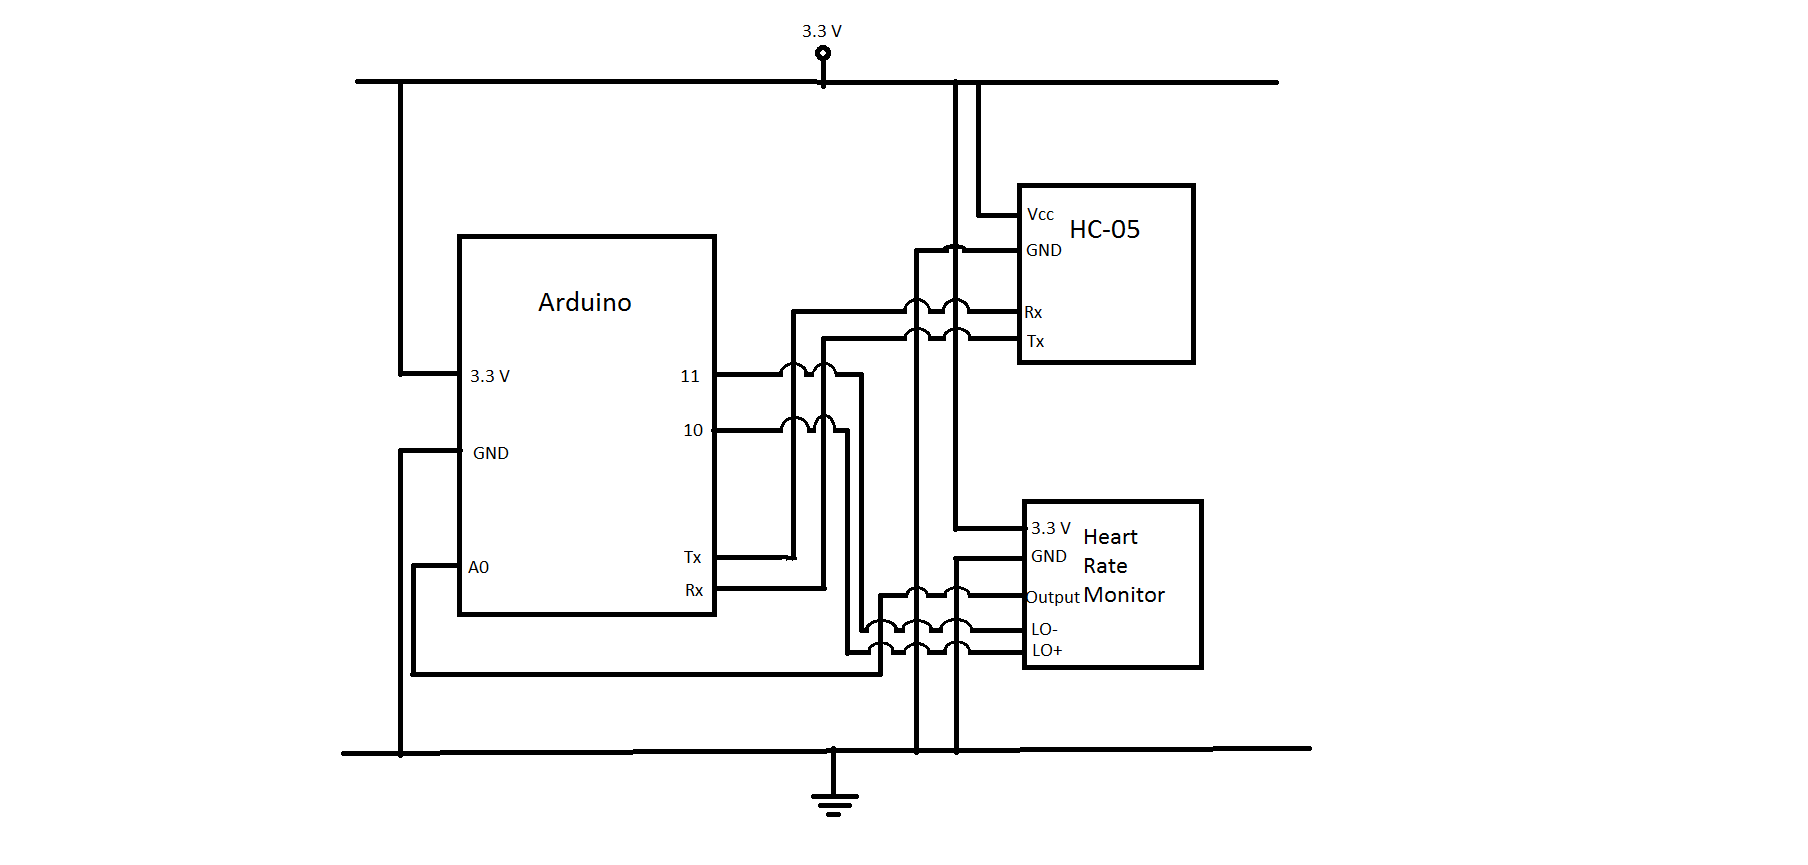 3.3 V
Vcc
HC-05
GND
Rx
Tx
Arduino
3.3 V
11
10
GND
Tx
A0
Rx
3.3 V
Heart
GND
Rate
Output
Monitor
LO-
LO+